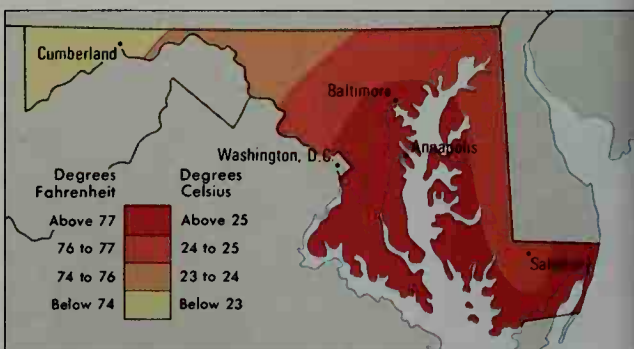 Cumberland
Baltimore
Annapolis
Washington, D.C.
Degrees Fahrenheit
Degrees Celsius
Above 77
Above 25
76 to 77
24 to 25
74 to 76
23 to 24
Below 74
Below 23
Salisbury